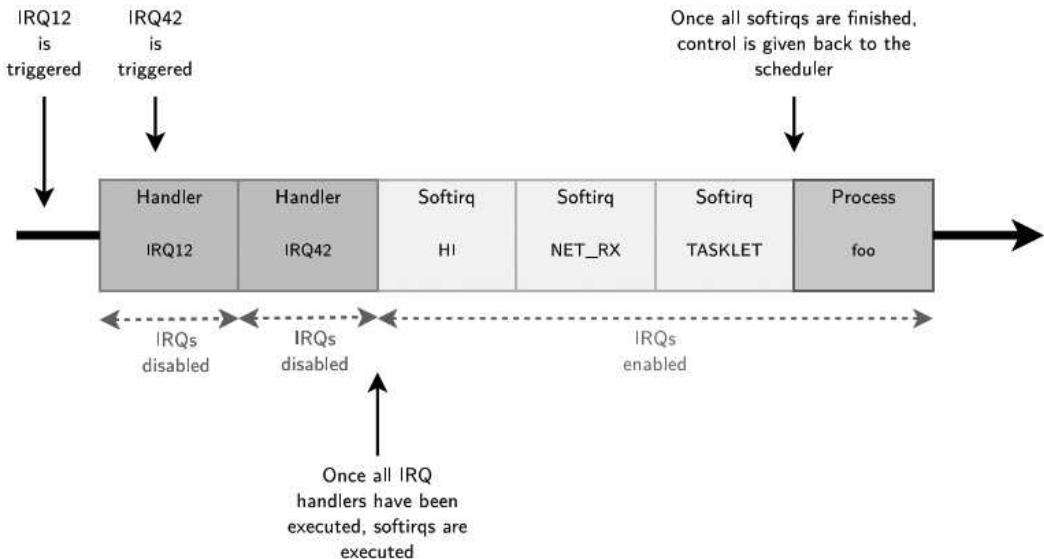 IRQ12
is
triggered
IRQ42
is
triggered
Once all softirqs are finished,
control is given back to the
scheduler
Handler
IRQ12
Handler
IRQ42
Softirq
HI
Softirq
NET_RX
Softirq
TASKLET
Process
foo
IRQs
disabled
IRQs
disabled
IRQs
enabled
Once all IRQ
handlers have been
executed, softirqs are
executed